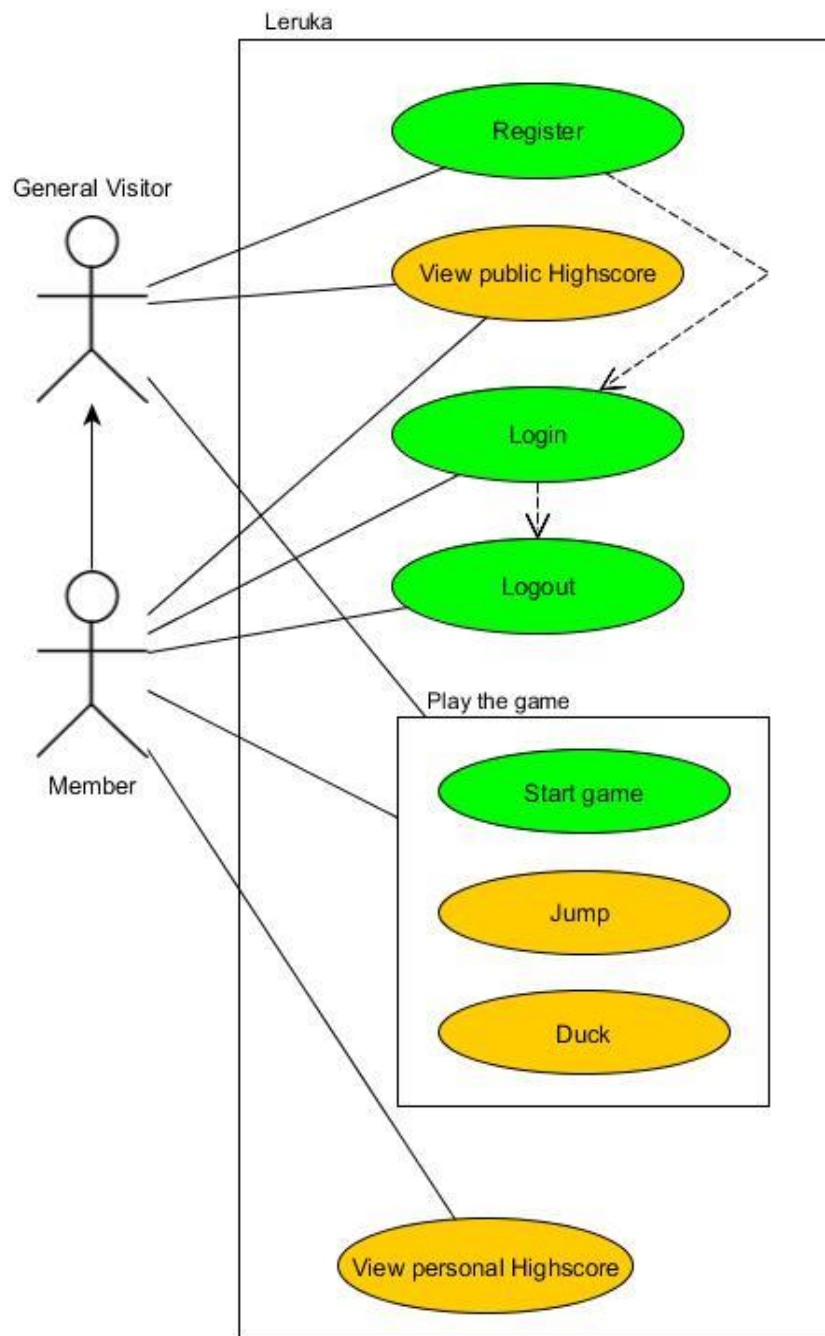 Leruka
Register
General Visitor
View public Highscore
Login
Logout
Play the game
Member
Start game
Jump
Duck
View personal Highscore